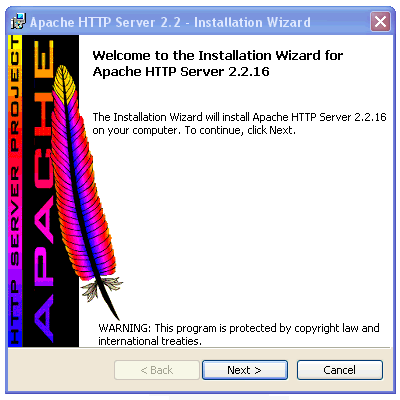 Apache HTTP Server 2.2 - Installation Wizard
HTTP SERVER PROJECT
APACHE
Welcome to the Installation Wizard for
Apache HTTP Server 2.2.16
The Installation Wizard will install Apache HTTP Server 2.2.16
on your computer. To continue, click Next.
WARNING: This program is protected by copyright law and
international treaties.
< Back
Next >
Cancel